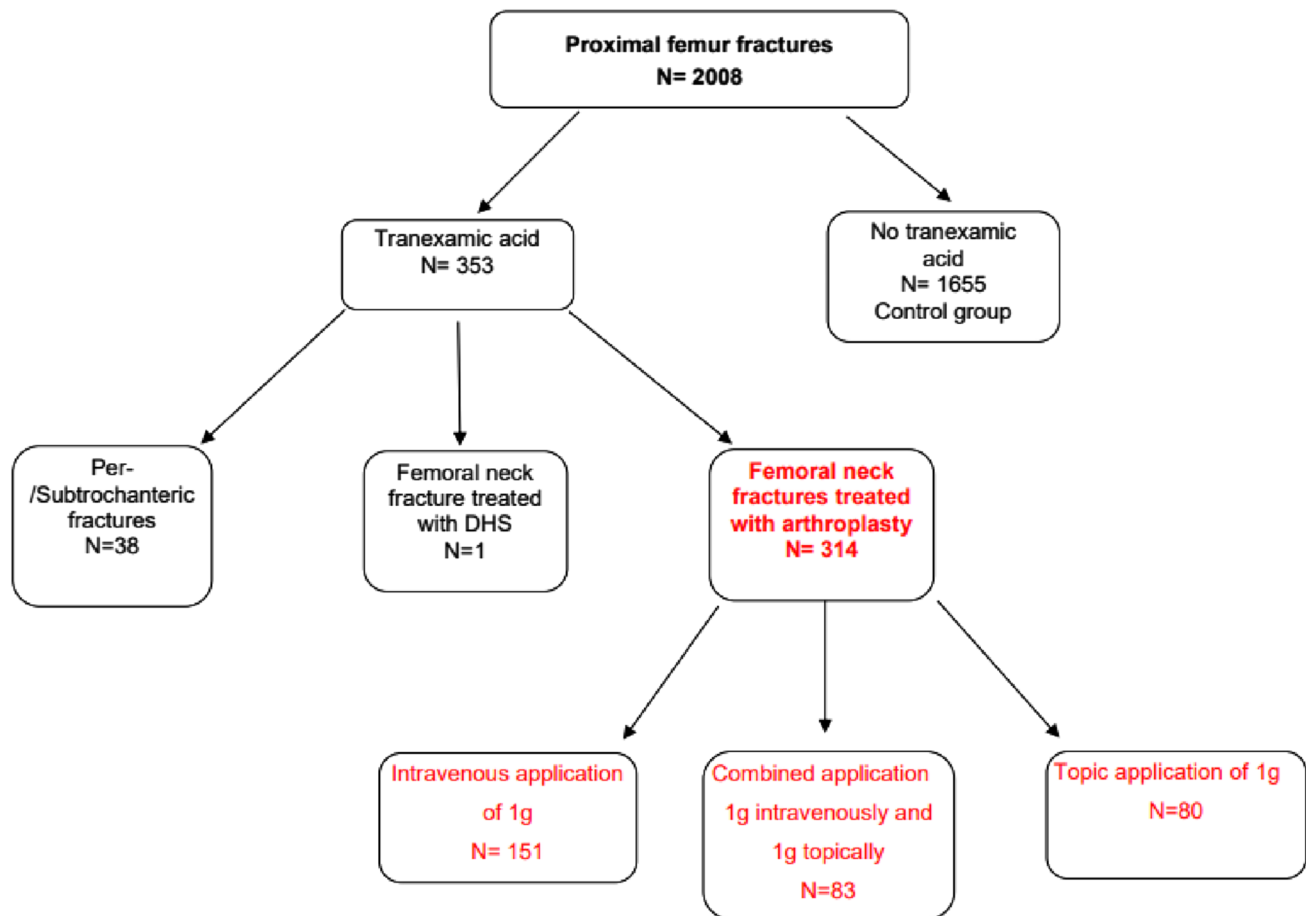 Proximal femur fractures
N= 2008
Tranexamic acid
N= 353
No tranexamic
acid
N= 1655
Control group
Per-
/Subtrochanteric
fractures
N=38
Femoral neck
fracture treated
with DHS
N=1
Femoral neck
fractures treated
with arthroplasty
N= 314
Intravenous application
of 1g
N= 151
Combined application
1g intravenously and
1g topically
N=83
Topic application of 1g
N=80